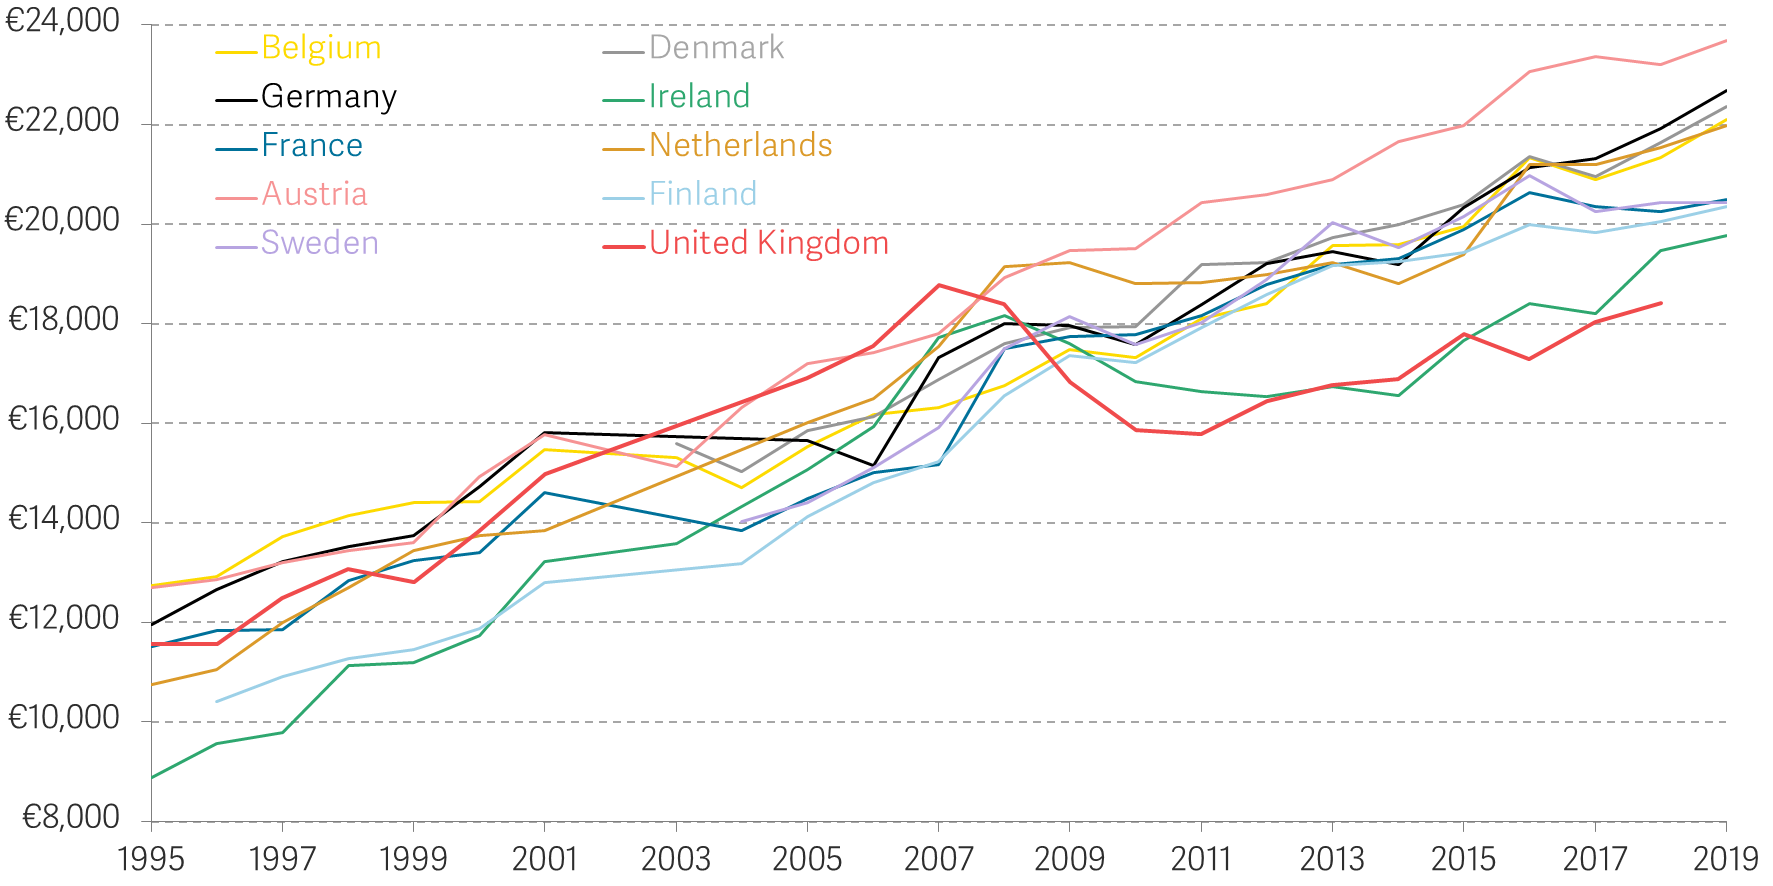 €24,000
Belgium Denmark
Germany Ireland
€22,000
France Netherlands
Austria Finland
€20,000
Sweden United Kingdom
€18,000
€16,000
€14,000
€12,000
€10,000
€8,000
1995 1997 1999 2001 2003 2005 2007 2009 2011 2013 2015 2017 2019